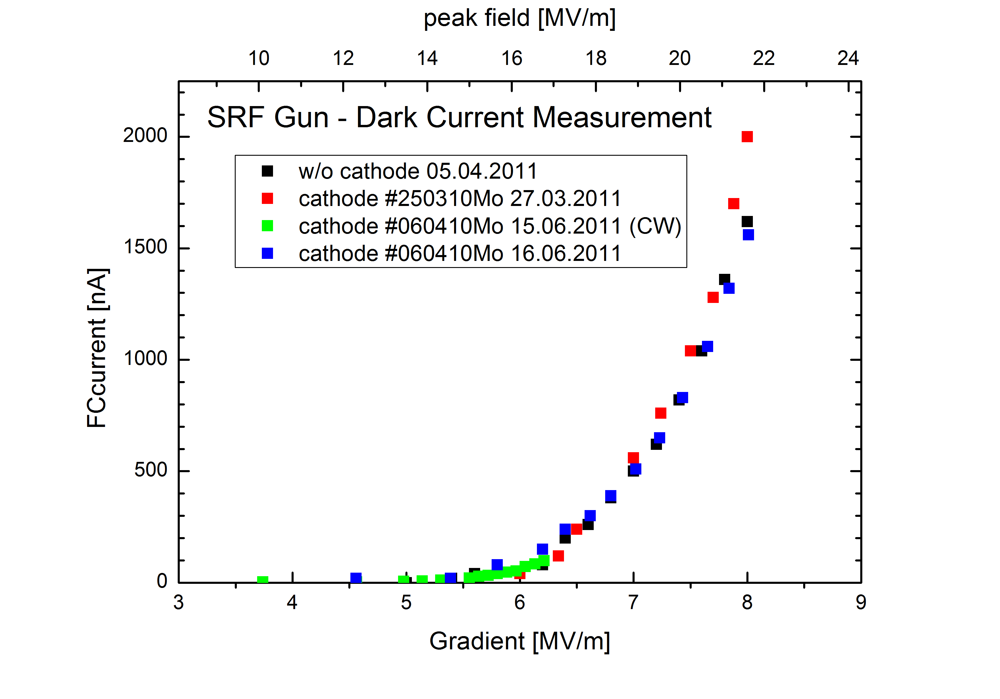 peak field [MV/m]
10 12 14 16 18 20 22 24
SRF Gun - Dark Current Measurement
w/o cathode 05.04.2011
cathode #250310Mo 27.03.2011
cathode #060410Mo 15.06.2011 (CW)
cathode #060410Mo 16.06.2011
FCcurrent [nA]
2000
1500
1000
500
0
3 4 5 6 7 8 9
Gradient [MV/m]